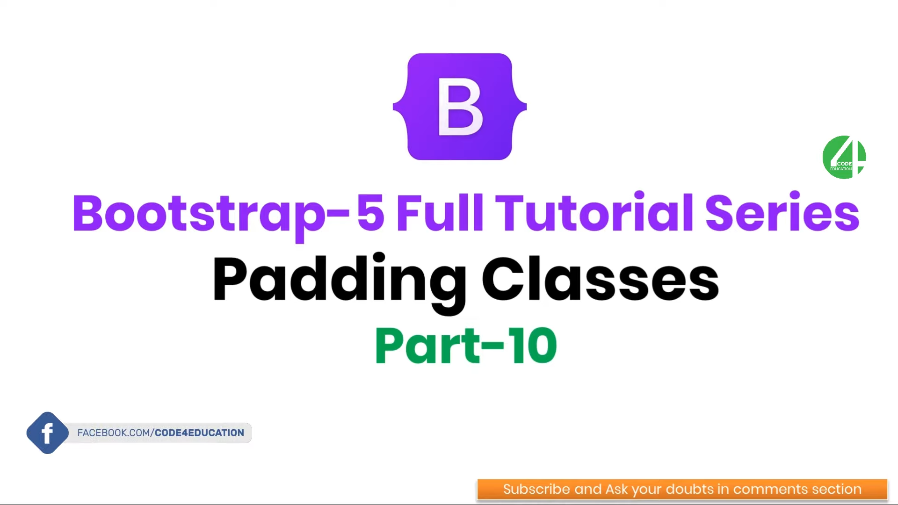 B
4
CODE
EDUCATION
Bootstrap-5 Full Tutorial Series
Padding Classes
Part-10
f FACEBOOK.COM/CODE4EDUCATION
Subscribe and Ask your doubts in comments section